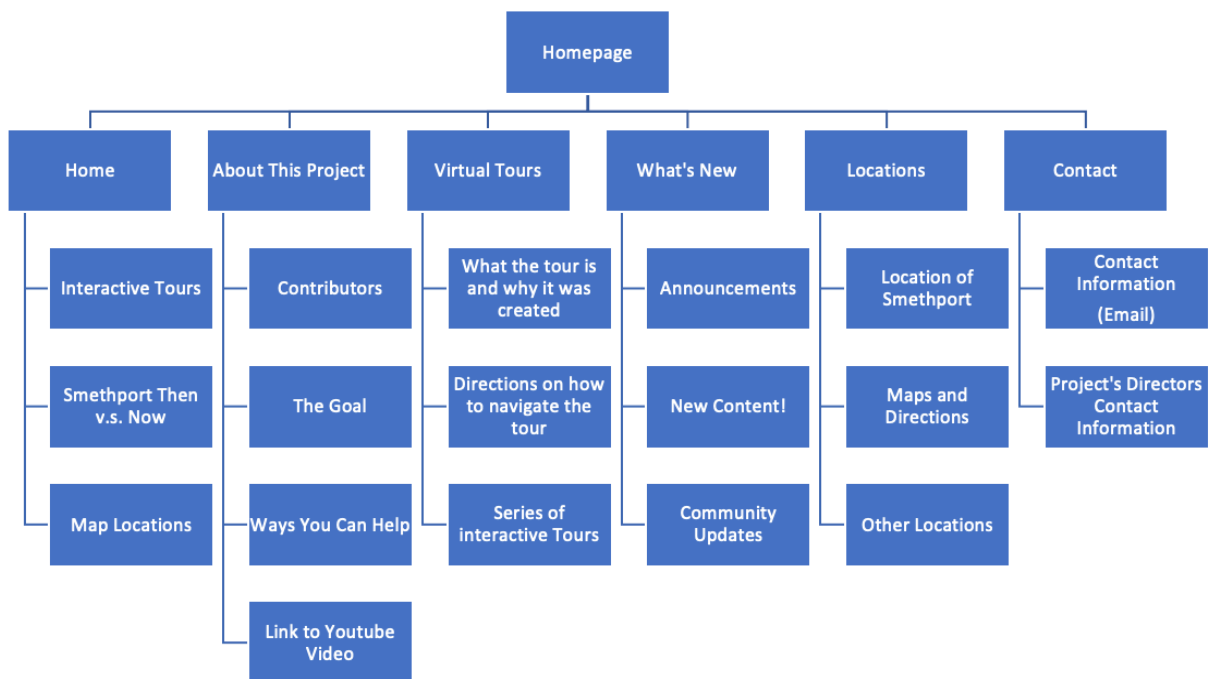 Homepage
Home
About This Project
Virtual Tours
What's New
Locations
Contact
Interactive Tours
Smethport Then
v.s. Now
Map Locations
Contributors
The Goal
Ways You Can Help
Link to Youtube
Video
What the tour is
and why it was
created
Directions on how
to navigate the
tour
Series of
interactive Tours
Announcements
New Content!
Community
Updates
Location of
Smethport
Maps and
Directions
Other Locations
Contact
Information
(Email)
Project's Directors
Contact
Information